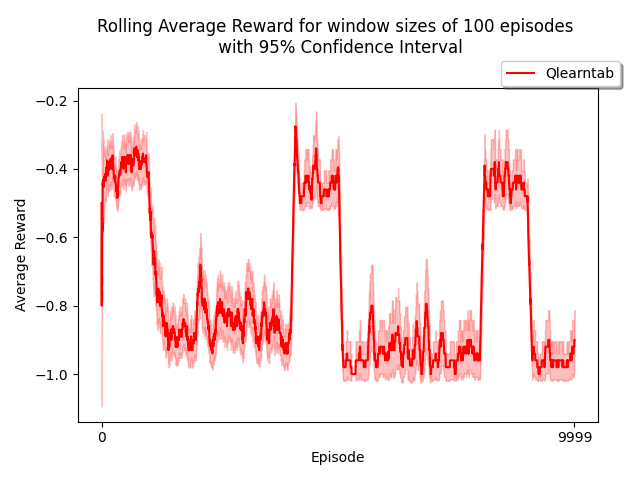 Rolling Average Reward for window sizes of 100 episodes
with 95% Confidence Interval
Qlearntab
−0.2
−0.4
−0.6
−0.8
−1.0
Average Reward
0
9999
Episode